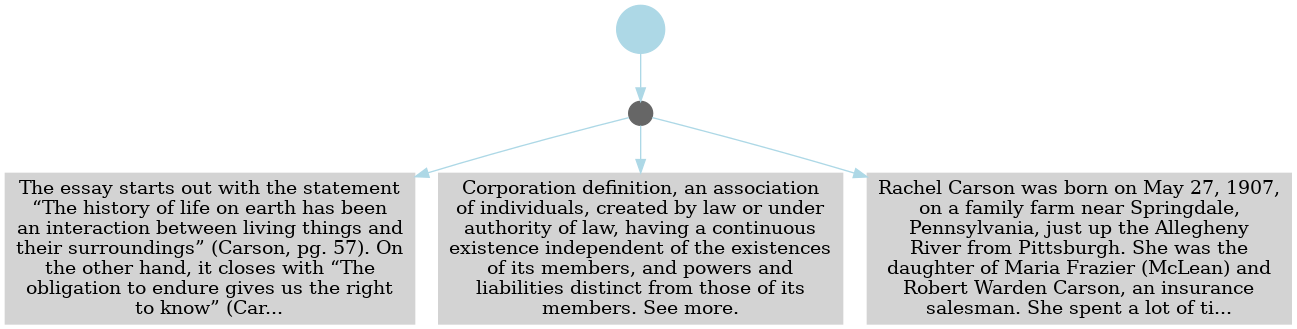 The essay starts out with the statement
“The history of life on earth has been
an interaction between living things and
their surroundings” (Carson, pg. 57). On
the other hand, it closes with “The
obligation to endure gives us the right
to know” (Car...
Corporation definition, an association
of individuals, created by law or under
authority of law, having a continuous
existence independent of the existences
of its members, and powers and
liabilities distinct from those of its
members. See more.
Rachel Carson was born on May 27, 1907,
on a family farm near Springdale,
Pennsylvania, just up the Allegheny
River from Pittsburgh. She was the
daughter of Maria Frazier (McLean) and
Robert Warden Carson, an insurance
salesman. She spent a lot of ti...